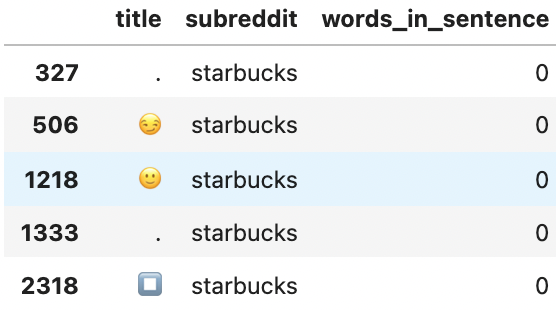 title subreddit words_in_sentence
327 . starbucks 0
506 😏 starbucks 0
1218 🙂 starbucks 0
1333 . starbucks 0
2318 🔲 starbucks 0